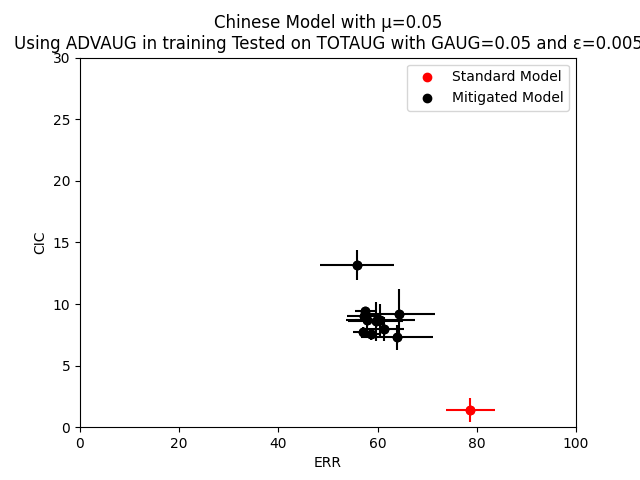 Chinese Model with μ=0.05
Using ADVAUG in training Tested on TOTAUG with GAUG=0.05 and ε=0.005
Standard Model
Mitigated Model
CIC
30
25
20
15
10
5
0
0 20 40 60 80 100
ERR